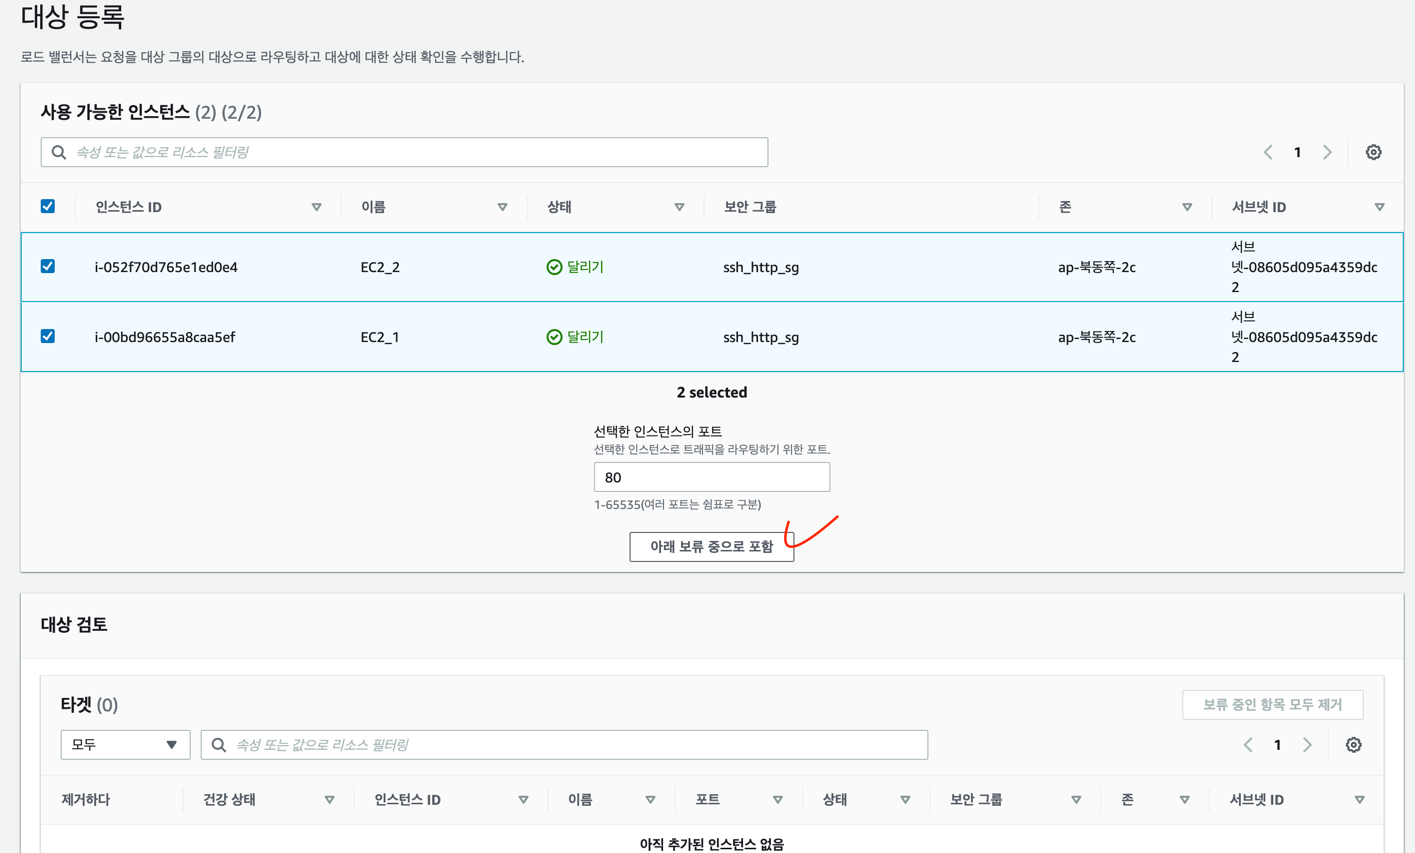 대상 등록
로드 밸런서는 요청을 대상 그룹의 대상으로 라우팅하고 대상에 대한 상태 확인을 수행합니다.
사용 가능한 인스턴스 (2) (2/2)
속성 또는 값으로 리소스 필터링
1
인스턴스 ID 이름 상태 보안 그룹 존 서브넷 ID
i-052f70d765e1ed0e4 EC2_2 달리기 ssh_http_sg ap-북동쪽-2c 서브
넷-08605d095a4359dc
2
i-00bd96655a8caa5ef EC2_1 달리기 ssh_http_sg ap-북동쪽-2c 서브
넷-08605d095a4359dc
2
2 selected
선택한 인스턴스의 포트
선택한 인스턴스로 트래픽을 라우팅하기 위한 포트.
80
1-65535(여러 포트는 쉼표로 구분)
아래 보류 중으로 포함
대상 검토
타겟 (0)
보류 중인 항목 모두 제거
모두 속성 또는 값으로 리소스 필터링 1
제거하다 건강 상태 인스턴스 ID 이름 포트 상태 보안 그룹 존 서브넷 ID
아직 추가된 인스턴스 없음